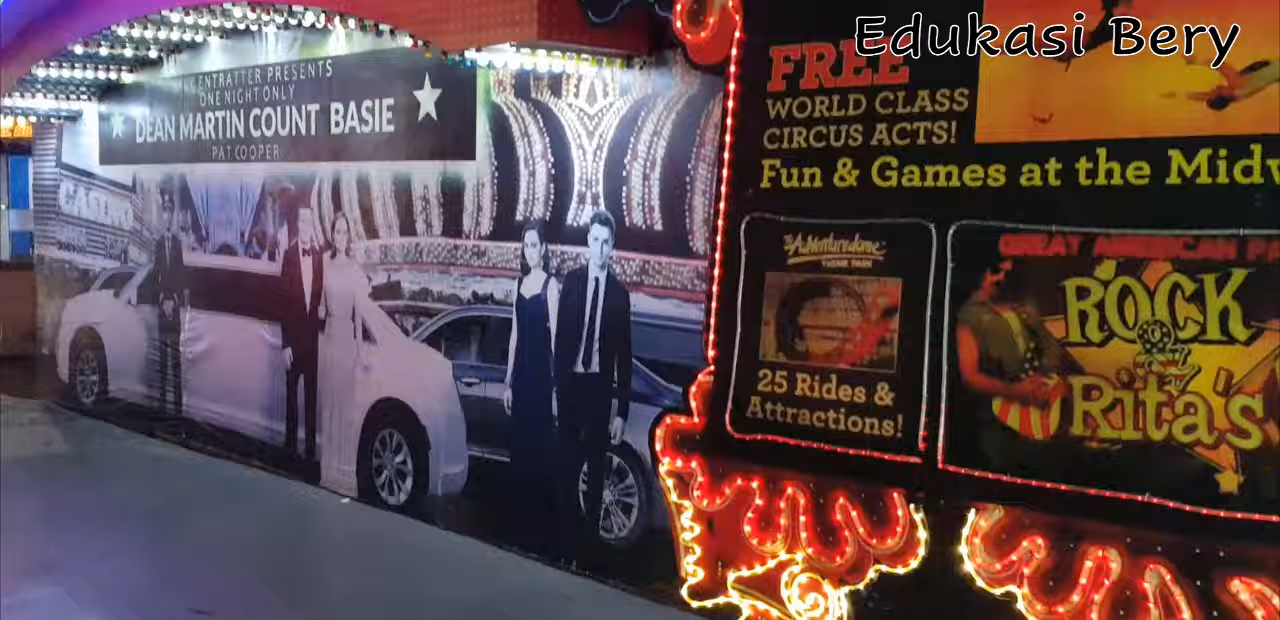 Edukasi Bery
ENTRATTER PRESENTS
ONE NIGHT ONLY
DEAN MARTIN COUNT BASIE
PAT COOPER
CASINO
FREE
WORLD CLASS
CIRCUS ACTS!
Fun & Games at the Midw
The Adventuredome
THEME PARK
25 Rides &
Attractions!
GREAT AMERICAN
ROCK
Rita's